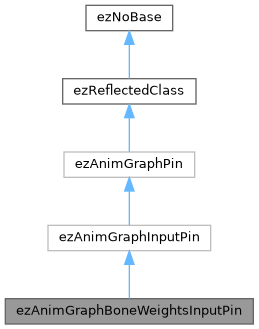 ezNoBase
ezReflectedClass
ezAnimGraphPin
ezAnimGraphInputPin
ezAnimGraphBoneWeightsInputPin